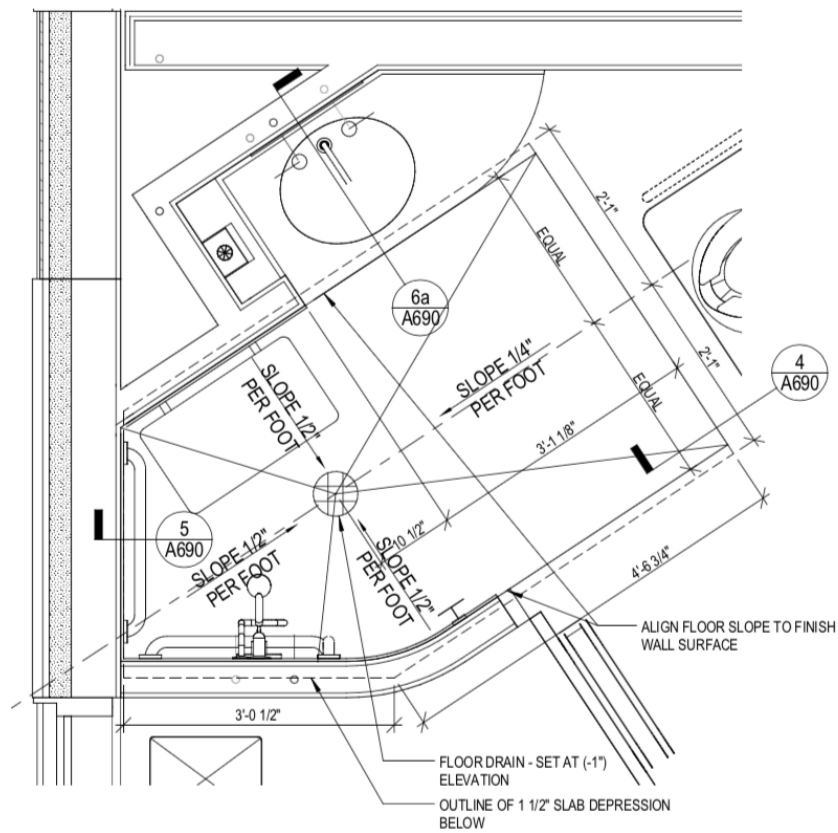 2'-1"
EQUAL
6a
A690
SLOPE 1/4"
PER FOOT
2'-1"
4
A690
SLOPE 1/2"
PER FOOT
EQUAL
3'-1 1/8"
5
A690
SLOPE 1/2"
PER FOOT
10 1/2"
SLOPE 1/2"
PER FOOT
4'-6 3/4"
ALIGN FLOOR SLOPE TO FINISH
WALL SURFACE
3'-0 1/2"
FLOOR DRAIN - SET AT (-1")
ELEVATION
OUTLINE OF 1 1/2" SLAB DEPRESSION
BELOW